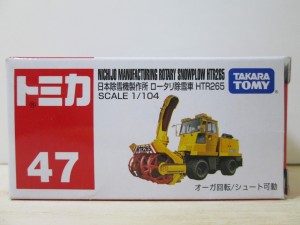 トミカ
NICHIJO MANUFACTURING ROTARY SNOWPLOW HTR265
日本除雪機製作所 ロータリ除雪車 HTR265
SCALE 1/104
TAKARA
TOMY
47
オーガ回転/シュート可動